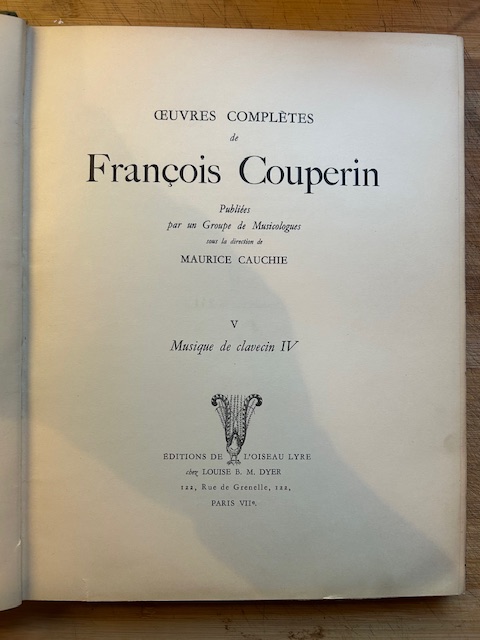 ŒUVRES COMPLÈTES
de
François Couperin
Publiées
par un Groupe de Musicologues
sous la direction de
MAURICE CAUCHIE
V
Musique de clavecin IV
ÉDITIONS DE L'OISEAU LYRE
chez LOUISE B. M. DYER
122, Rue de Grenelle, 122,
PARIS VIIe.